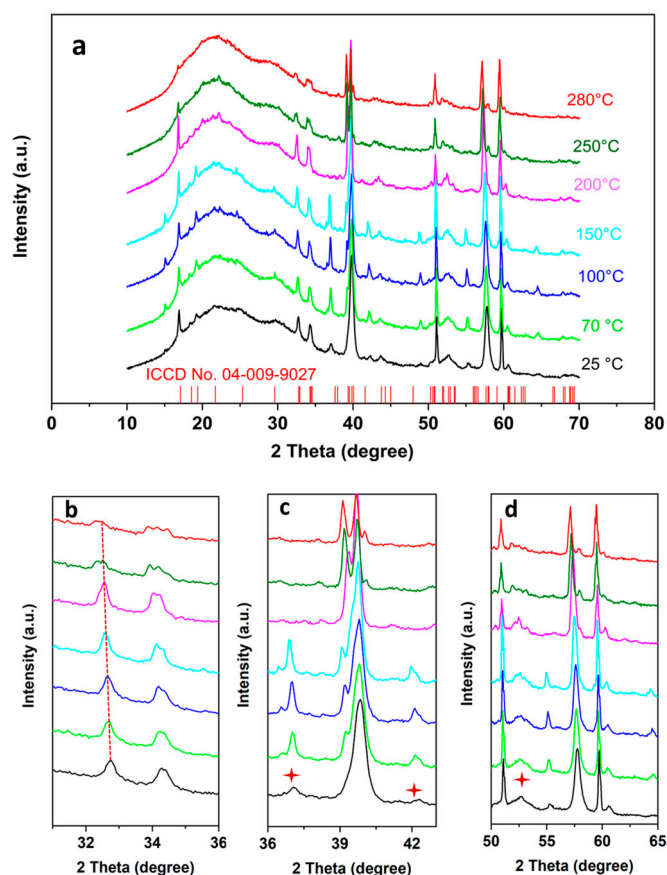 a
Intensity (a.u.)
280°C
250°C
200°C
150°C
100°C
70 °C
25 °C
ICCD No. 04-009-9027
0 10 20 30 40 50 60 70 80
2 Theta (degree)
b
c
d
Intensity (a.u.)
Intensity (a.u.)
Intensity (a.u.)
32 34 36
36 39 42
50 55 60 65
2 Theta (degree)
2 Theta (degree)
2 Theta (degree)